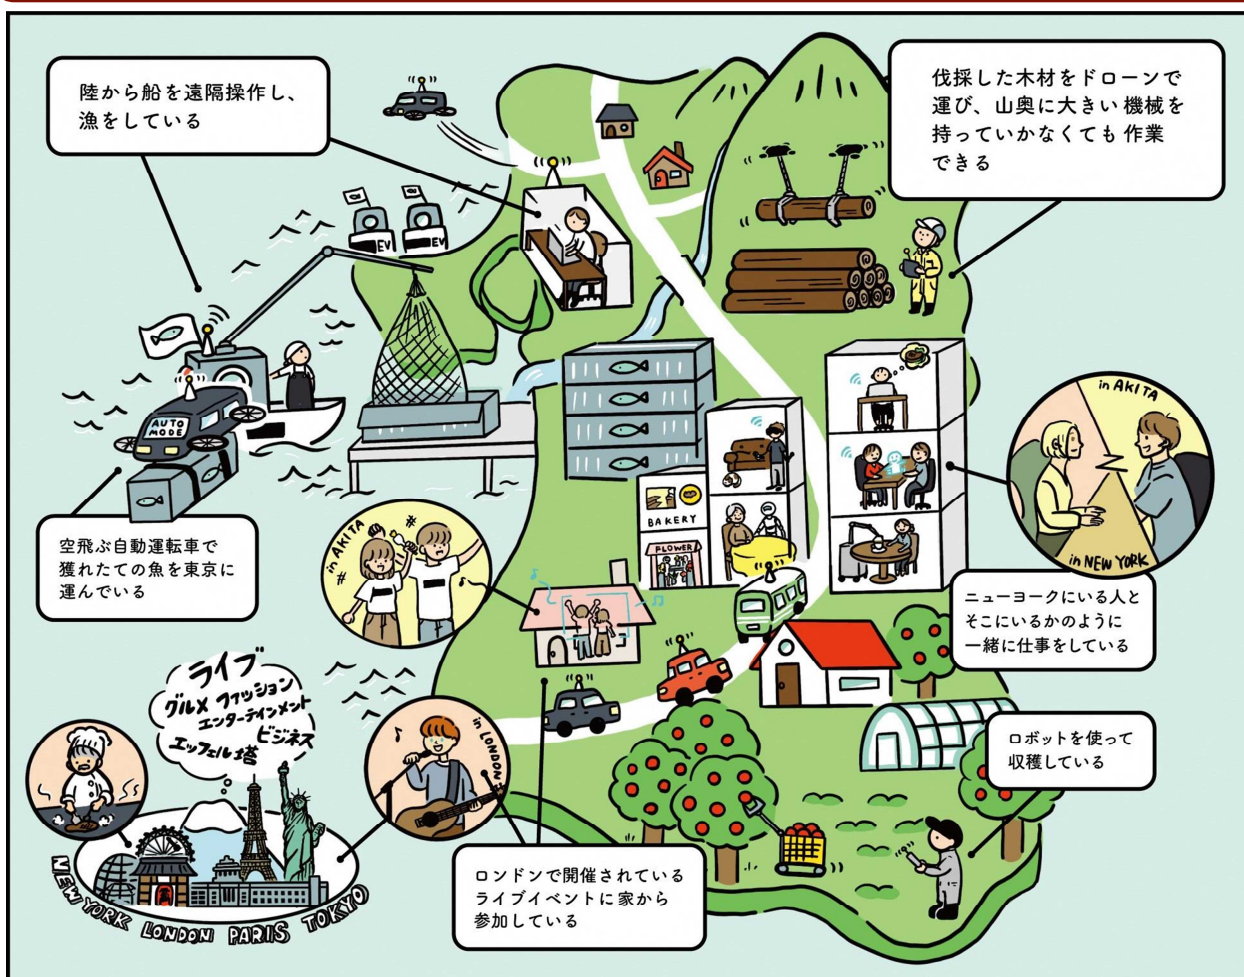 陸から船を遠隔操作し、
漁をしている
伐採した木材をドローンで
運び、山奥に大きい機械を
持っていかなくても作業
できる
EV
EV
AUTO
MODE
空飛ぶ自動運転車で
獲れたての魚を東京に
運んでいる
in AKITA
BAKERY
FLOWER
in AKITA
in NEW YORK
ニューヨークにいる人と
そこにいるかのように
一緒に仕事をしている
ライブ
グルメ ファッション
エンターテインメント
ビジネス
エッフェル塔
in LONDON
ロボットを使って
収穫している
ロンドンで開催されている
ライブイベントに家から
参加している
NEW YORK LONDON PARIS TOKYO